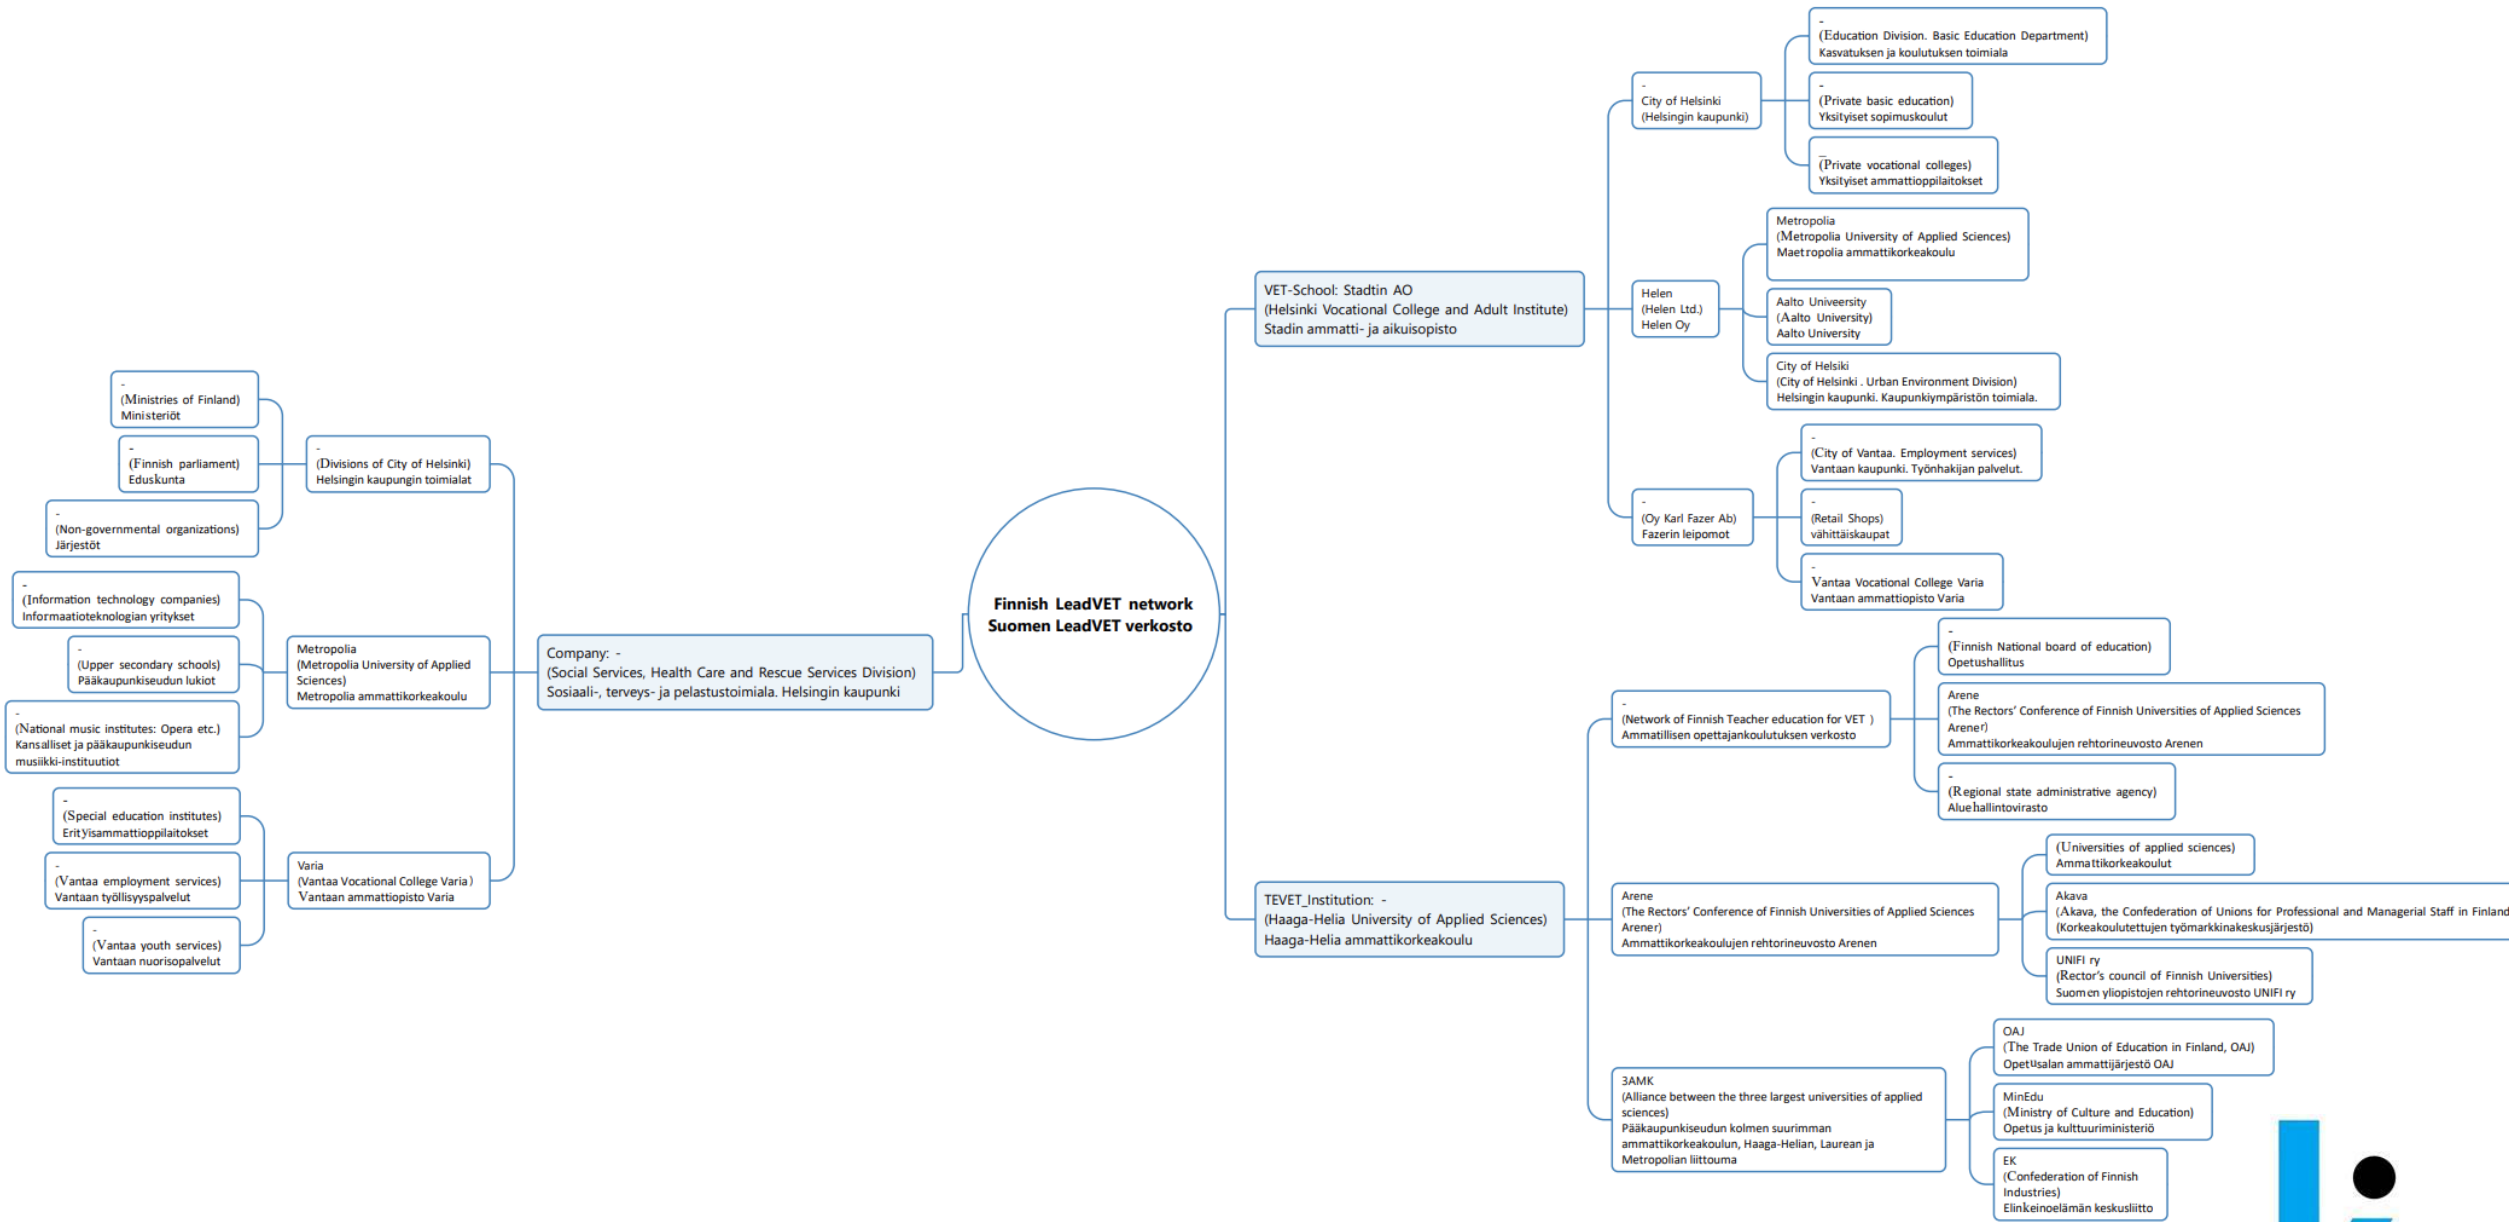 Finnish LeadVET network
Suomen LeadVET verkosto
VET-School: Stadtin AO
(Helsinki Vocational College and Adult Institute)
Stadin ammatti- ja aikuisopisto
-
City of Helsinki
(Helsingin kaupunki)
-
(Education Division. Basic Education Department)
Kasvatuksen ja koulutuksen toimiala
-
(Private basic education)
Yksityiset sopimuskoulut
-
(Private vocational colleges)
Yksityiset ammattioppilaitokset
Helen
(Helen Ltd.)
Helen Oy
Metropolia
(Metropolia University of Applied Sciences)
Maetropolia ammattikorkeakoulu
Aalto Univeersity
(Aalto University)
Aalto University
City of Helsiki
(City of Helsinki . Urban Environment Division)
Helsingin kaupunki. Kaupunkiympäristön toimiala.
-
(Oy Karl Fazer Ab)
Fazerin leipomot
-
(City of Vantaa. Employment services)
Vantaan kaupunki. Työnhakijan palvelut.
-
(Retail Shops)
vähittäiskaupat
-
Vantaa Vocational College Varia
Vantaan ammattiopisto Varia
TEVET_Institution: -
(Haaga-Helia University of Applied Sciences)
Haaga-Helia ammattikorkeakoulu
-
(Network of Finnish Teacher education for VET )
Ammatillisen opettajankoulutuksen verkosto
-
(Finnish National board of education)
Opetushallitus
Arene
(The Rectors' Conference of Finnish Universities of Applied Sciences
Arener)
Ammattikorkeakoulujen rehtorineuvosto Arenen
-
(Regional state administrative agency)
Aluehallintovirasto
Arene
(The Rectors' Conference of Finnish Universities of Applied Sciences
Arener)
Ammattikorkeakoulujen rehtorineuvosto Arenen
(Universities of applied sciences)
Ammattikorkeakoulut
Akava
(Akava, the Confederation of Unions for Professional and Managerial Staff in Finland
(Korkeakoulutettujen työmarkkinakeskusjärjestö)
UNIFI ry
(Rector's council of Finnish Universities)
Suomen yliopistojen rehtorineuvosto UNIFI ry
3AMK
(Alliance between the three largest universities of applied
sciences)
Pääkaupunkiseudun kolmen suurimman
ammattikorkeakoulun, Haaga-Helian, Laurean ja
Metropolian liittouma
OAJ
(The Trade Union of Education in Finland, OAJ)
Opetusalan ammattijärjestö OAJ
MinEdu
(Ministry of Culture and Education)
Opetus ja kulttuuriministeriö
EK
(Confederation of Finnish
Industries)
Elinkeinoelämän keskusliitto
Company: -
(Social Services, Health Care and Rescue Services Division)
Sosiaali-, terveys- ja pelastustoimiala. Helsingin kaupunki
-
(Divisions of City of Helsinki)
Helsingin kaupungin toimialat
-
(Ministries of Finland)
Ministeriöt
-
(Finnish parliament)
Eduskunta
-
(Non-governmental organizations)
Järjestöt
Metropolia
(Metropolia University of Applied
Sciences)
Metropolia ammattikorkeakoulu
-
(Information technology companies)
Informaatioteknologian yritykset
-
(Upper secondary schools)
Pääkaupunkiseudun lukiot
-
(National music institutes: Opera etc.)
Kansalliset ja pääkaupunkiseudun
musiikki-instituutiot
Varia
(Vantaa Vocational College Varia)
Vantaan ammattiopisto Varia
-
(Special education institutes)
Erityisammattioppilaitokset
-
(Vantaa employment services)
Vantaan työllisyyspalvelut
-
(Vantaa youth services)
Vantaan nuorisopalvelut